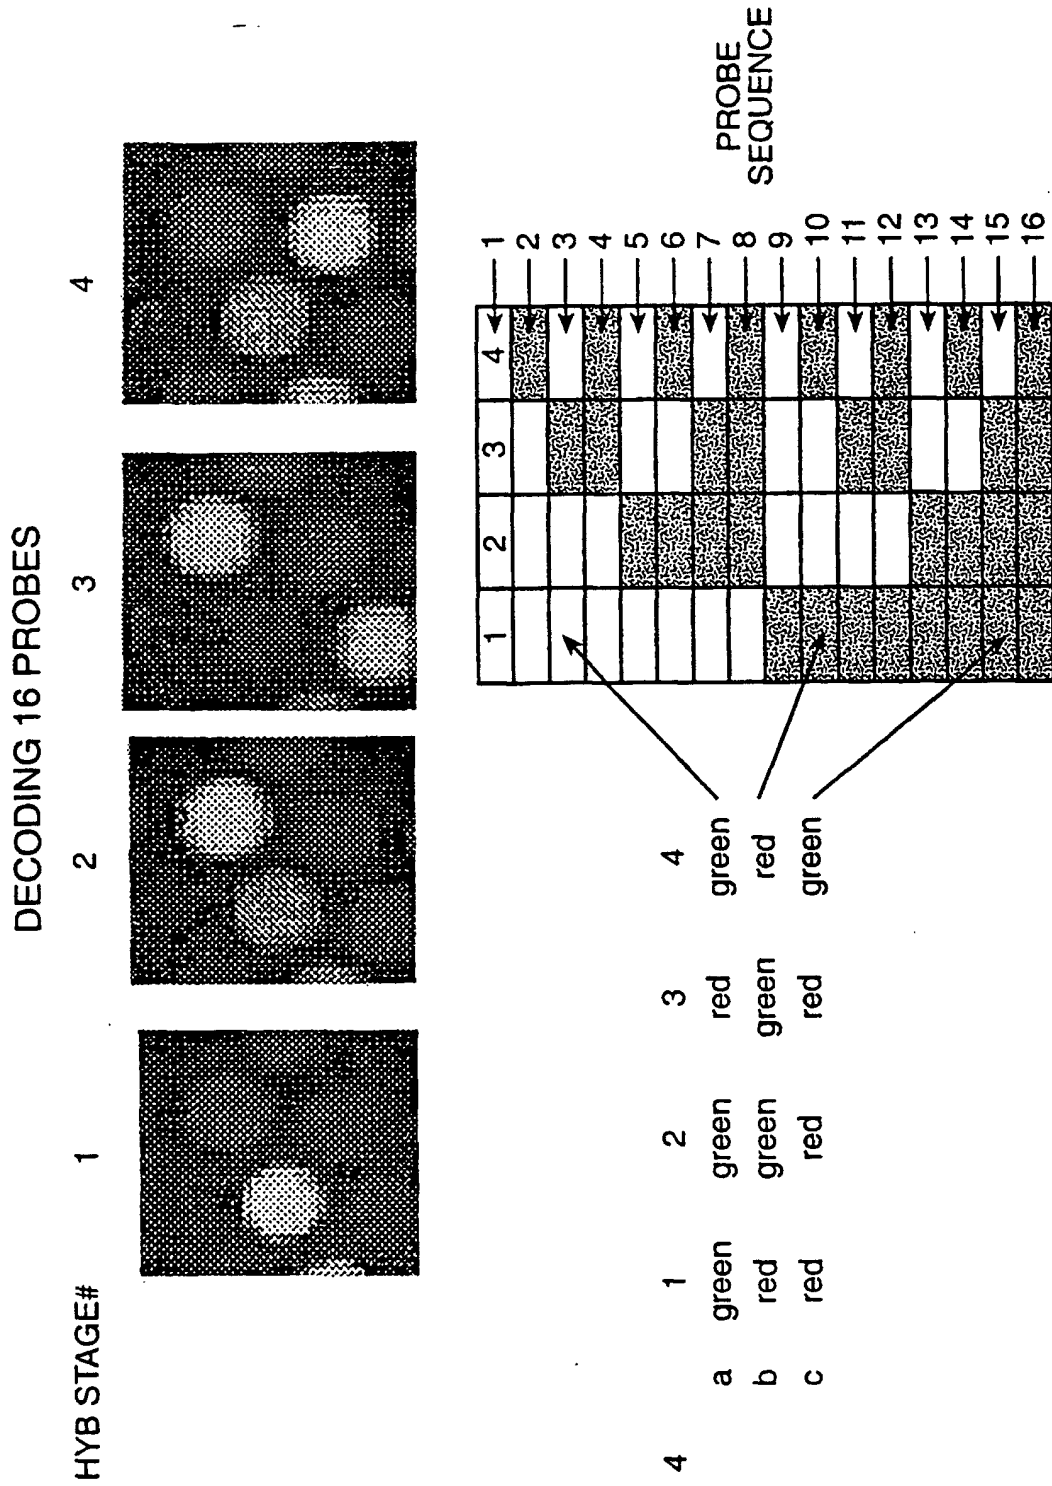 DECODING 16 PROBES
HYB STAGE# 1 2 3 4
4
1 2 3 4
a green green red green
b red green green red
c red red red green
1 2 3 4
1
2
3
4
5
6
7
8
9
10
11
12
13
14
15
16
PROBE
SEQUENCE